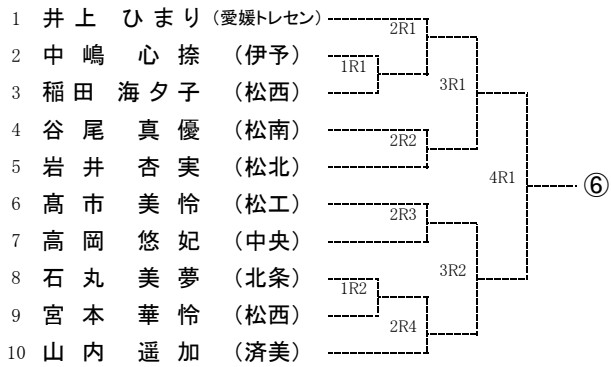 1 井上 ひまり (愛媛トレセン)
2R1
2 中嶋 心捺 (伊予)
1R1
3 稲田 海夕子 (松西)
3R1
4 谷尾 真優 (松南)
2R2
5 岩井 杏実 (松北)
4R1
⑥
6 髙市 美怜 (松工)
2R3
7 高岡 悠妃 (中央)
8 石丸 美夢 (北条)
3R2
1R2
9 宮本 華怜 (松西)
2R4
10 山内 遥加 (済美)